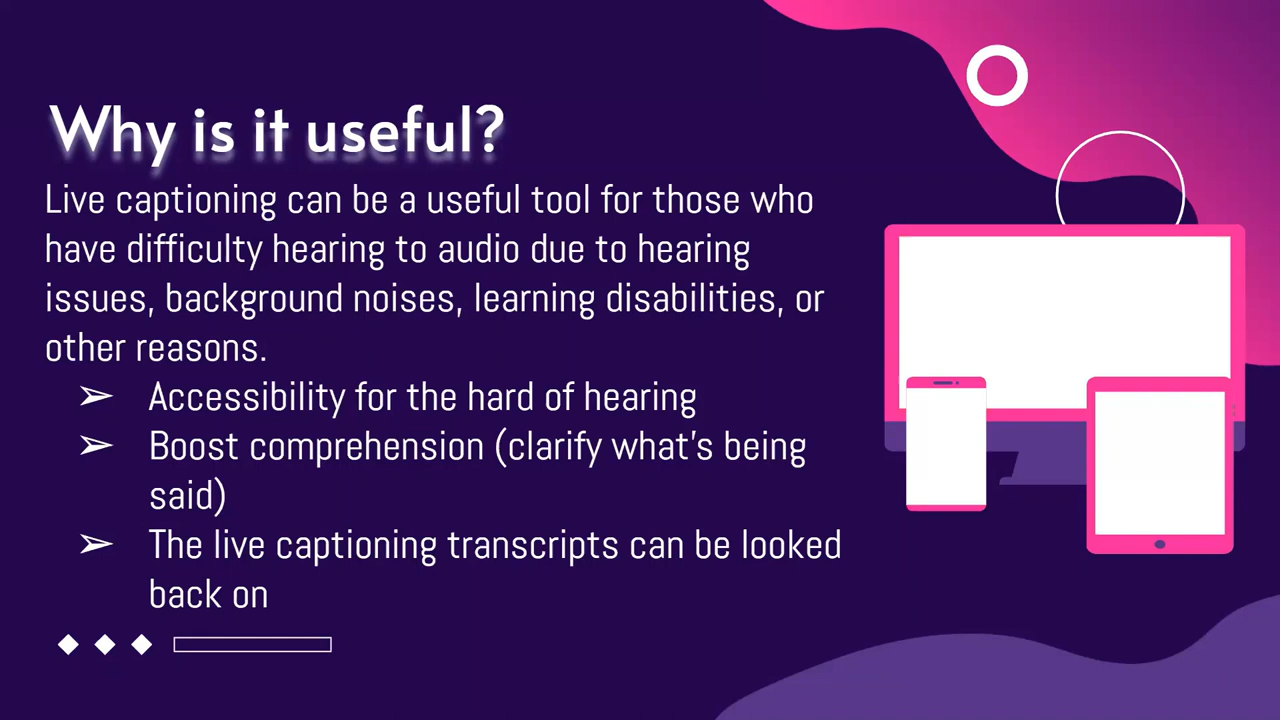 Why is it useful?
Live captioning can be a useful tool for those who
have difficulty hearing to audio due to hearing
issues, background noises, learning disabilities, or
other reasons.
➢ Accessibility for the hard of hearing
➢ Boost comprehension (clarify what's being
said)
➢ The live captioning transcripts can be looked
back on